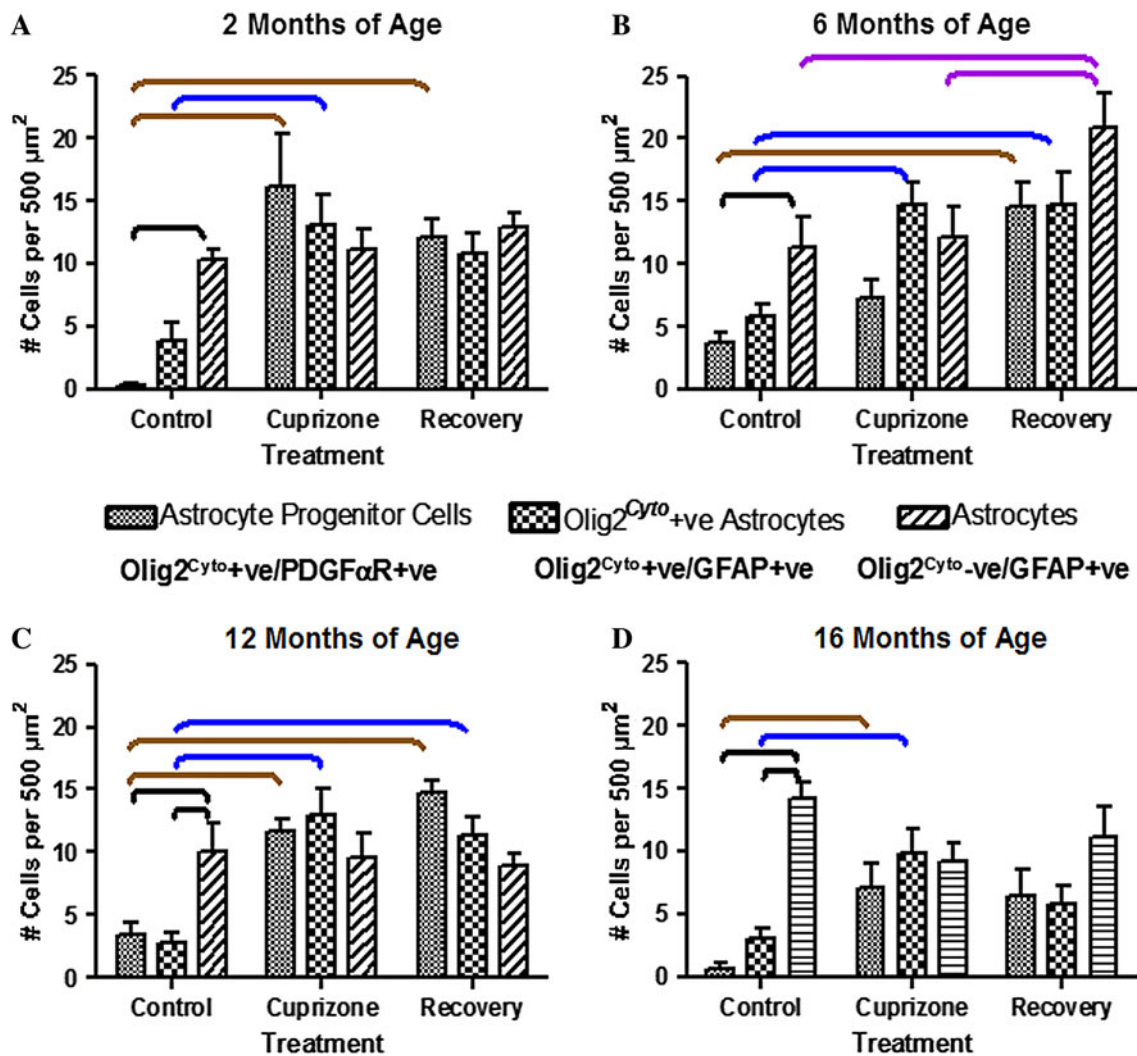 A
2 Months of Age
# Cells per 500 µm²
25
20
15
10
5
0
Control Cuprizone Recovery
Treatment
B
6 Months of Age
# Cells per 500 µm²
25
20
15
10
5
0
Control Cuprizone Recovery
Treatment
Astrocyte Progenitor Cells Olig2Cyto+ve Astrocytes Astrocytes
Olig2Cyto+ve/PDGFαR+ve Olig2Cyto+ve/GFAP+ve Olig2Cyto-ve/GFAP+ve
C
12 Months of Age
# Cells per 500 µm²
25
20
15
10
5
0
Control Cuprizone Recovery
Treatment
D
16 Months of Age
# Cells per 500 µm²
25
20
15
10
5
0
Control Cuprizone Recovery
Treatment